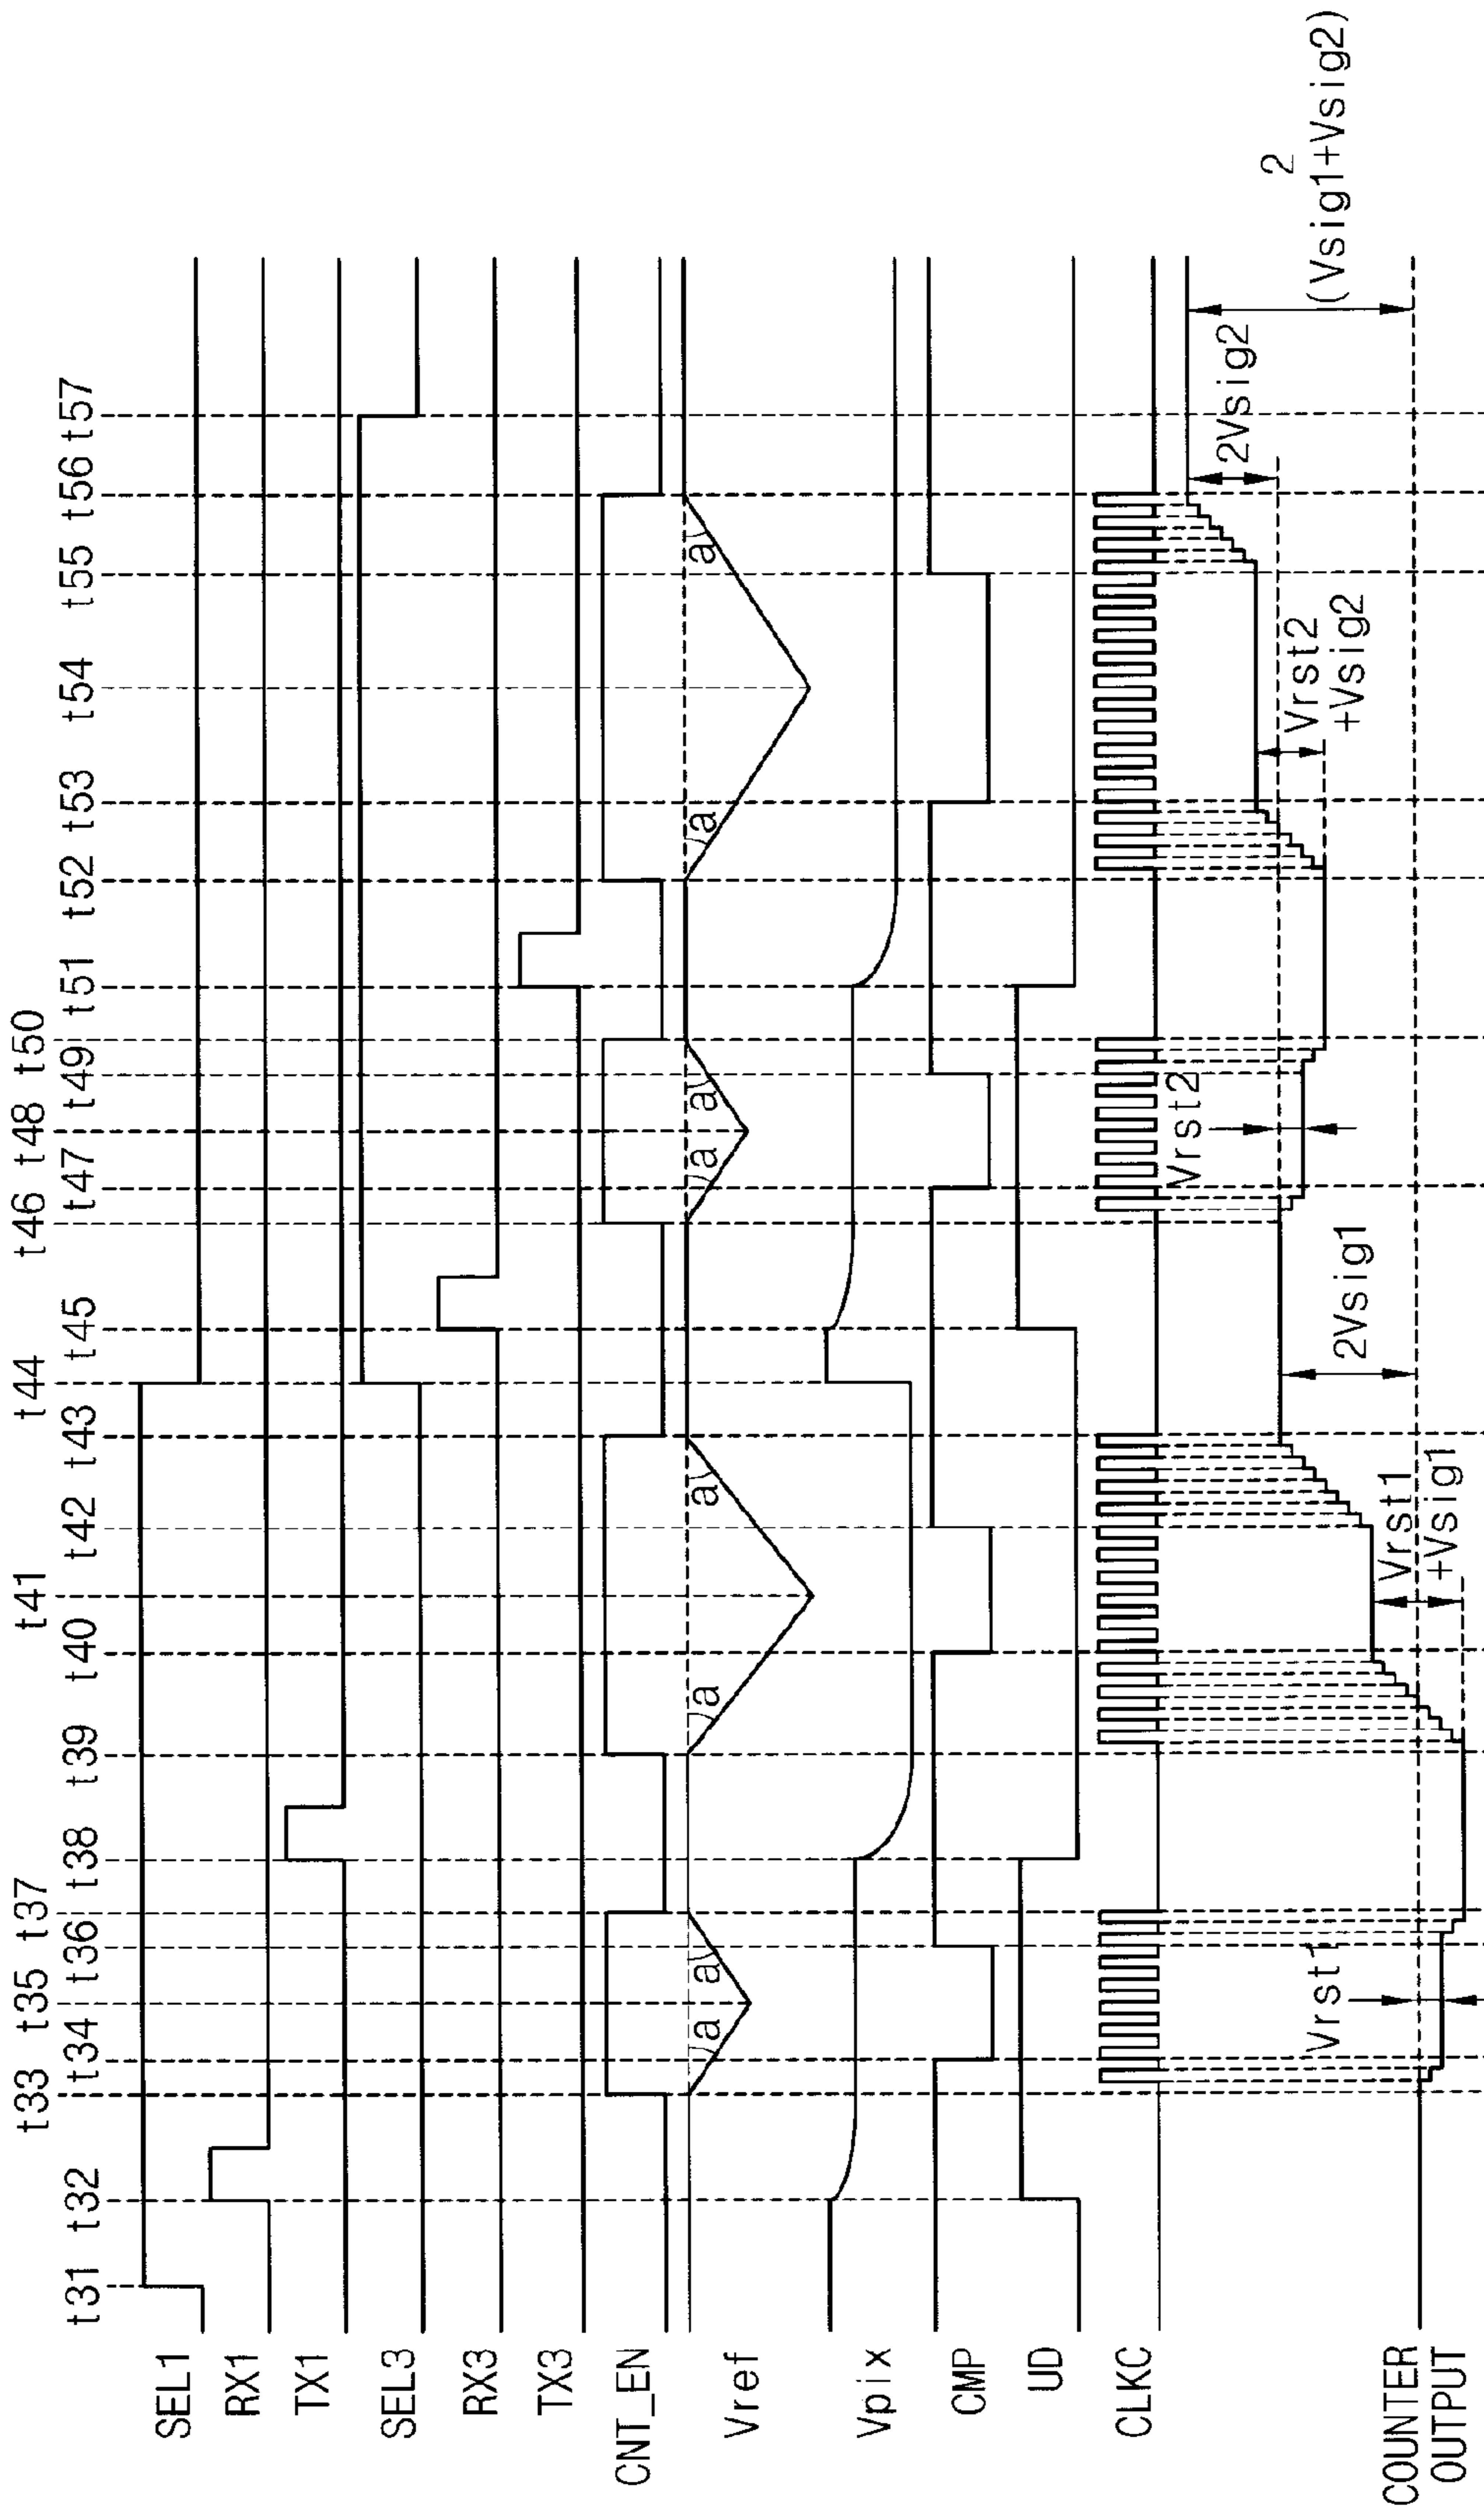 t31
t32
t33
t34
t35
t36
t37
t38
t39
t40
t41
t42
t43
t44
t45
t46
t47
t48
t49
t50
t51
t52
t53
t54
t55
t56
t57
SEL1
RX1
TX1
SEL3
RX3
TX3
CNT_EN
Vref
a
a
a
a
a
a
a
a
Vpix
CMP
UD
CLKC
COUNTER
OUTPUT
Vrst1
Vrst1
+Vsig1
2Vsig1
Vrst2
Vrst2
+Vsig2
2Vsig2
2
(Vsig1+Vsig2)